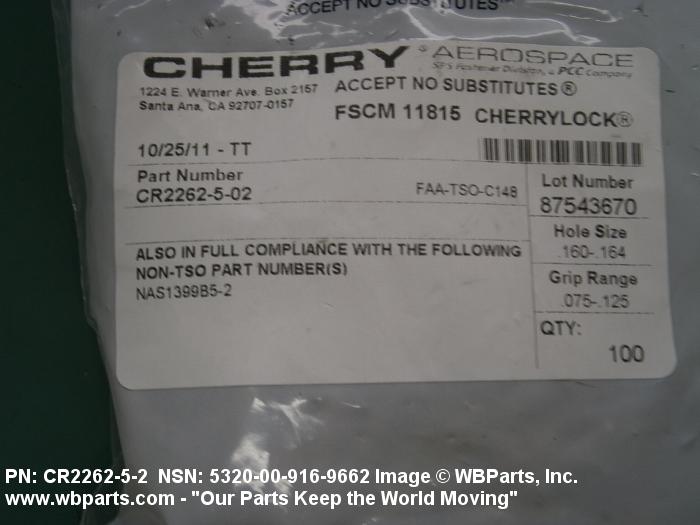 ACCEPT NO SUBSTITUTES™
CHERRY® AEROSPACE
SPS Fastener Division, a PCC Company
1224 E. Warner Ave. Box 2157
Santa Ana, CA 92707-0157
ACCEPT NO SUBSTITUTES®
FSCM 11815 CHERRYLOCK®
10/25/11 - TT
Part Number
CR2262-5-02
FAA-TSO-C148
Lot Number
87543670
Hole Size
.160-.164
Grip Range
.075-.125
QTY:
100
ALSO IN FULL COMPLIANCE WITH THE FOLLOWING
NON-TSO PART NUMBER(S)
NAS1399B5-2
PN: CR2262-5-2 NSN: 5320-00-916-9662 Image © WBParts, Inc.
www.wbparts.com - "Our Parts Keep the World Moving"